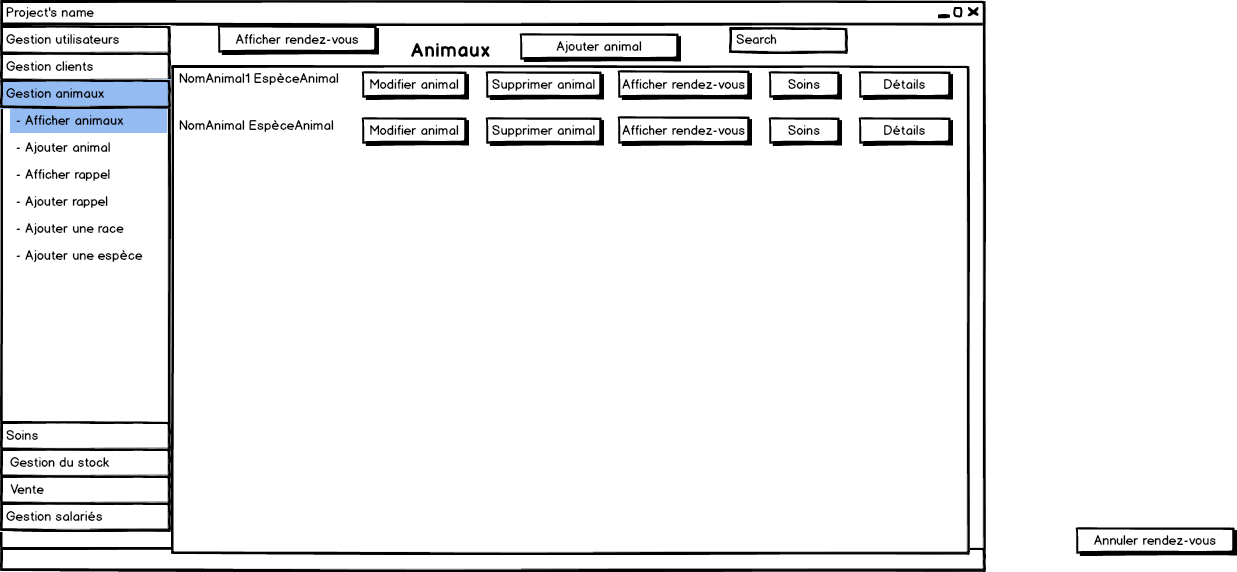 Project's name
Gestion utilisateurs
Gestion clients
Gestion animaux
- Afficher animaux
- Ajouter animal
- Afficher rappel
- Ajouter rappel
- Ajouter une race
- Ajouter une espèce
Soins
Gestion du stock
Vente
Gestion salariés
Afficher rendez-vous
Animaux
Ajouter animal
Search
NomAnimal1 EspèceAnimal Modifier animal Supprimer animal Afficher rendez-vous Soins Détails
NomAnimal EspèceAnimal Modifier animal Supprimer animal Afficher rendez-vous Soins Détails
Annuler rendez-vous